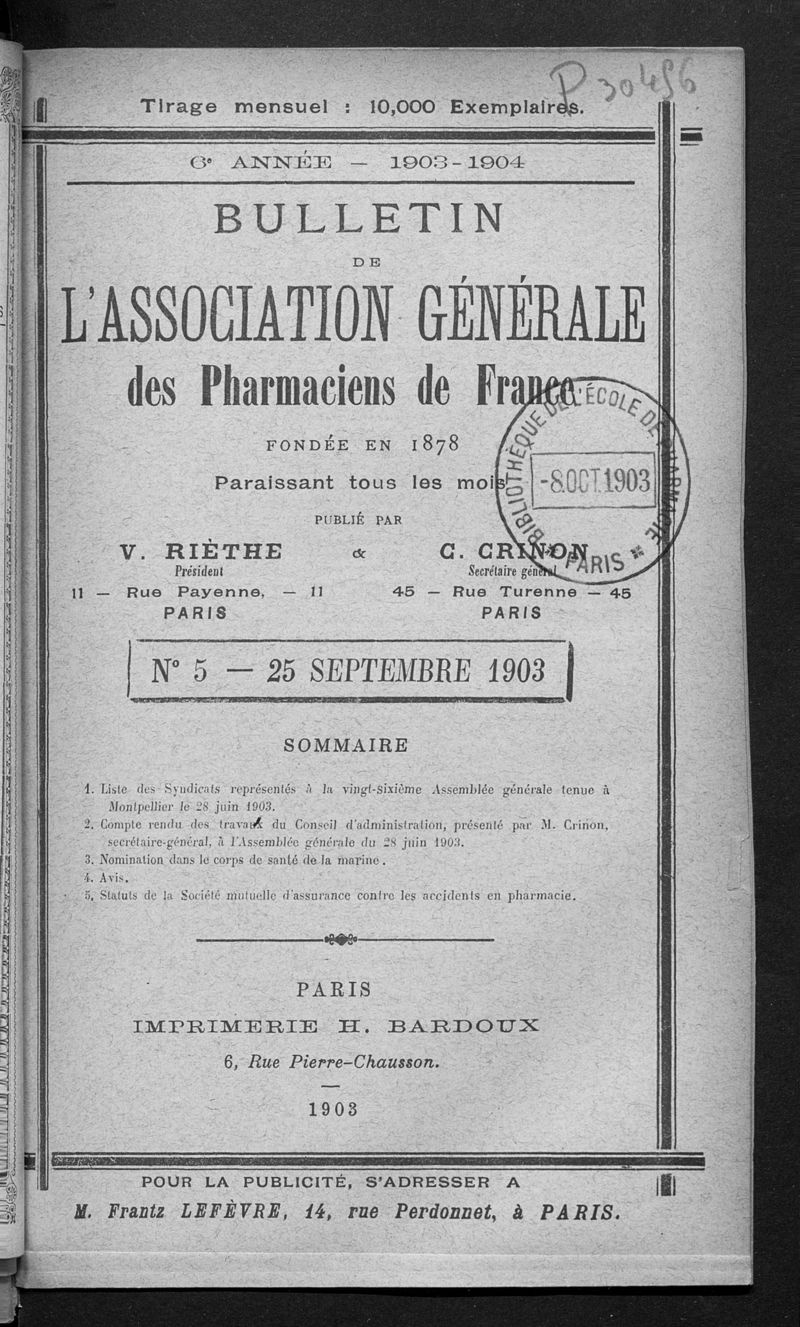 P 30456
Tirage mensuel : 10,000 Exemplaires.
6e ANNÉE — 1903-1904
BULLETIN
DE
L'ASSOCIATION GÉNÉRALE
des Pharmaciens de France
FONDÉE EN 1878
Paraissant tous les mois
BIBLIOTHÈQUE DE L'ÉCOLE DE PHARMACIE
-8.OCT.1903
* PARIS *
PUBLIÉ PAR
V. RIÈTHE & C. CRINON
Président Secrétaire général
11 — Rue Payenne, — 11 45 — Rue Turenne — 45
PARIS PARIS
N° 5 — 25 SEPTEMBRE 1903
SOMMAIRE
1. Liste des Syndicats représentés à la vingt-sixième Assemblée générale tenue à
Montpellier le 28 juin 1903.
2. Compte rendu des travaux du Conseil d'administration, présenté par M. Crinon,
secrétaire-général, à l'Assemblée générale du 28 juin 1903.
3. Nomination dans le corps de santé de la marine.
4. Avis.
5. Statuts de la Société mutuelle d'assurance contre les accidents en pharmacie.
PARIS
IMPRIMERIE H. BARDOUX
6, Rue Pierre-Chausson.
1903
POUR LA PUBLICITÉ, S'ADRESSER A
M. Frantz LEFÈVRE, 14, rue Perdonnet, à PARIS.